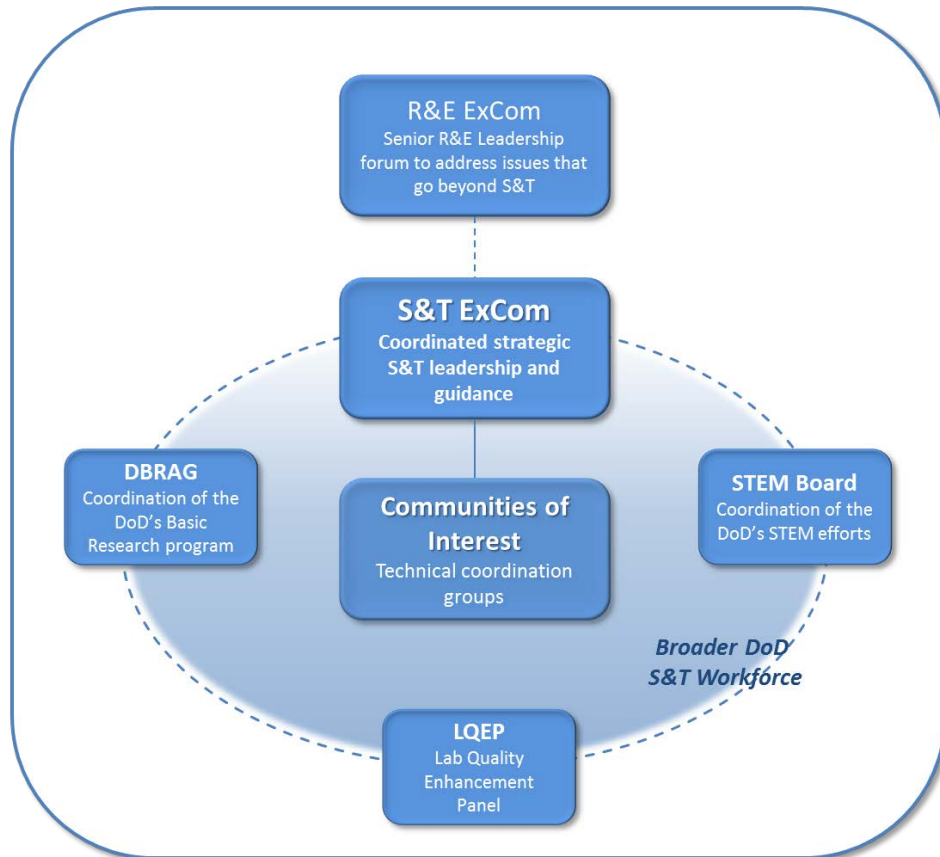 R&E ExCom
Senior R&E Leadership
forum to address issues that
go beyond S&T
S&T ExCom
Coordinated strategic
S&T leadership and
guidance
DBRAG
Coordination of the
DoD's Basic
Research program
Communities of
Interest
Technical coordination
groups
STEM Board
Coordination of the
DoD's STEM efforts
Broader DoD
S&T Workforce
LQEP
Lab Quality
Enhancement
Panel